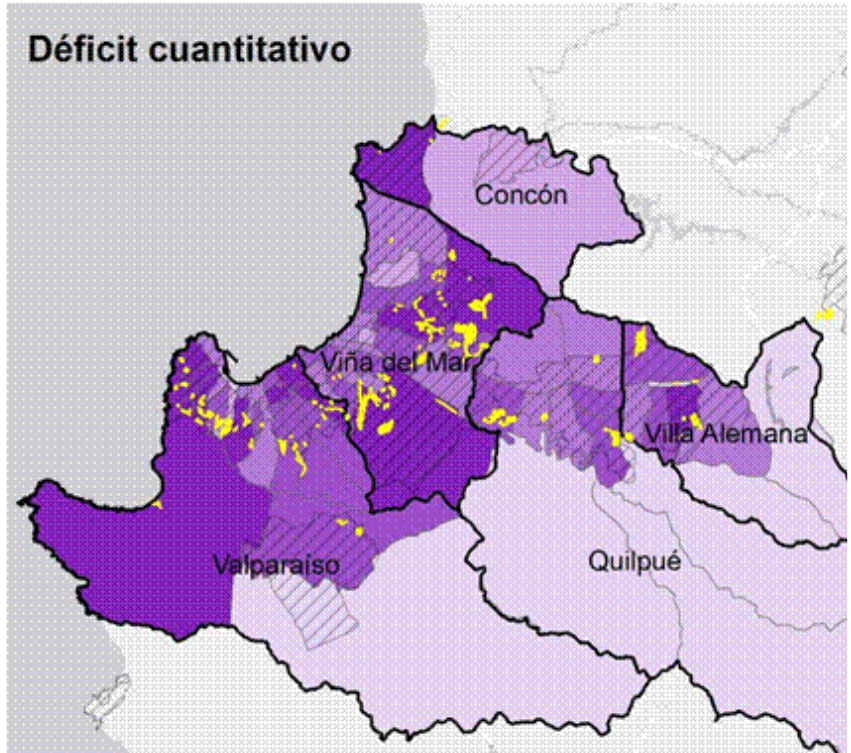 Déficit cuantitativo
Concón
Viña del Mar
Villa Alemana
Quilpué
Valparaíso